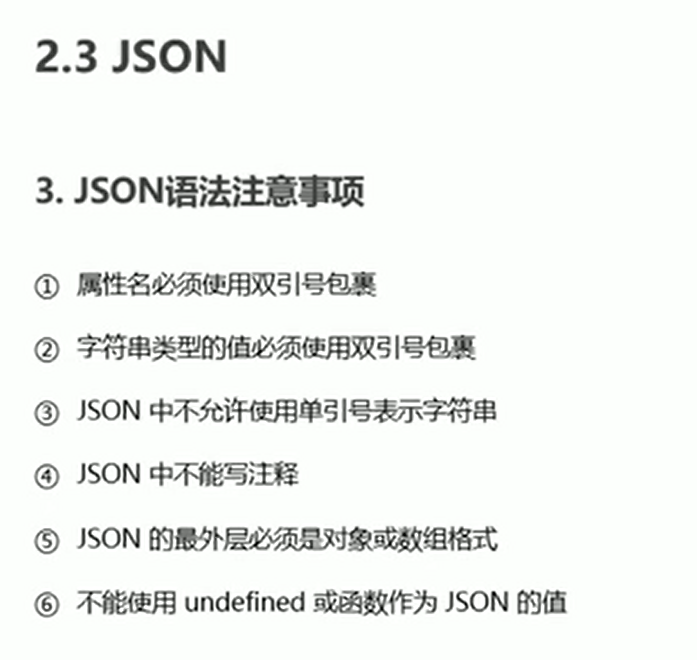 2.3 JSON
3. JSON语法注意事项
① 属性名必须使用双引号包裹
② 字符串类型的值必须使用双引号包裹
③ JSON 中不允许使用单引号表示字符串
④ JSON 中不能写注释
⑤ JSON 的最外层必须是对象或数组格式
⑥ 不能使用 undefined 或函数作为 JSON 的值